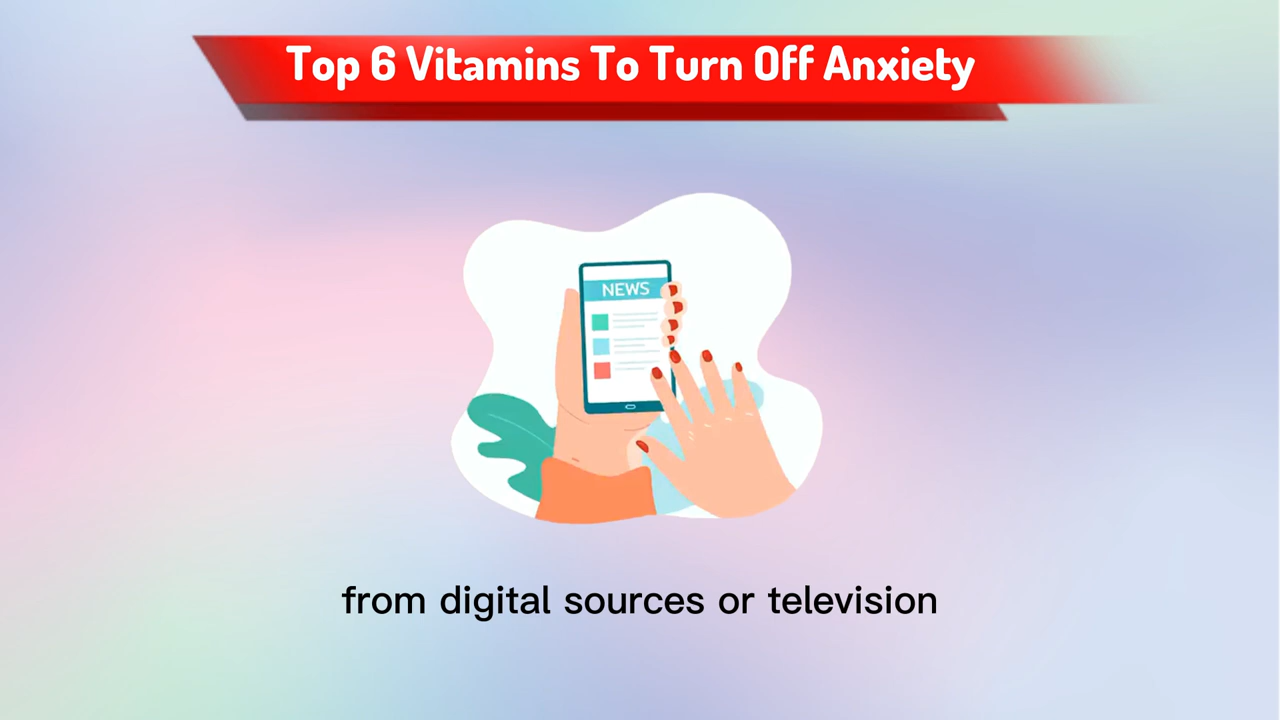 Top 6 Vitamins To Turn Off Anxiety
NEWS
from digital sources or television